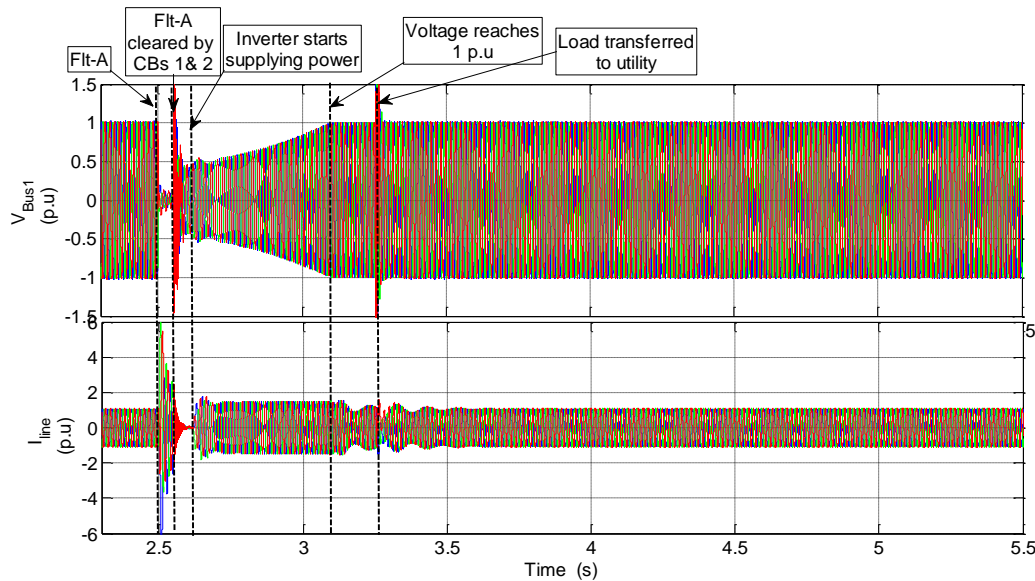 Flt-A
cleared by
CBs 1& 2
Flt-A
Inverter starts
supplying power
Voltage reaches
1 p.u
Load transferred
to utility
1.5
1
0.5
0
-0.5
-1
-1.5
V_Bus1
(p.u)
5
6
4
2
0
-2
-4
-6
I_line
(p.u)
2.5
3
3.5
4
4.5
5
5.5
Time (s)